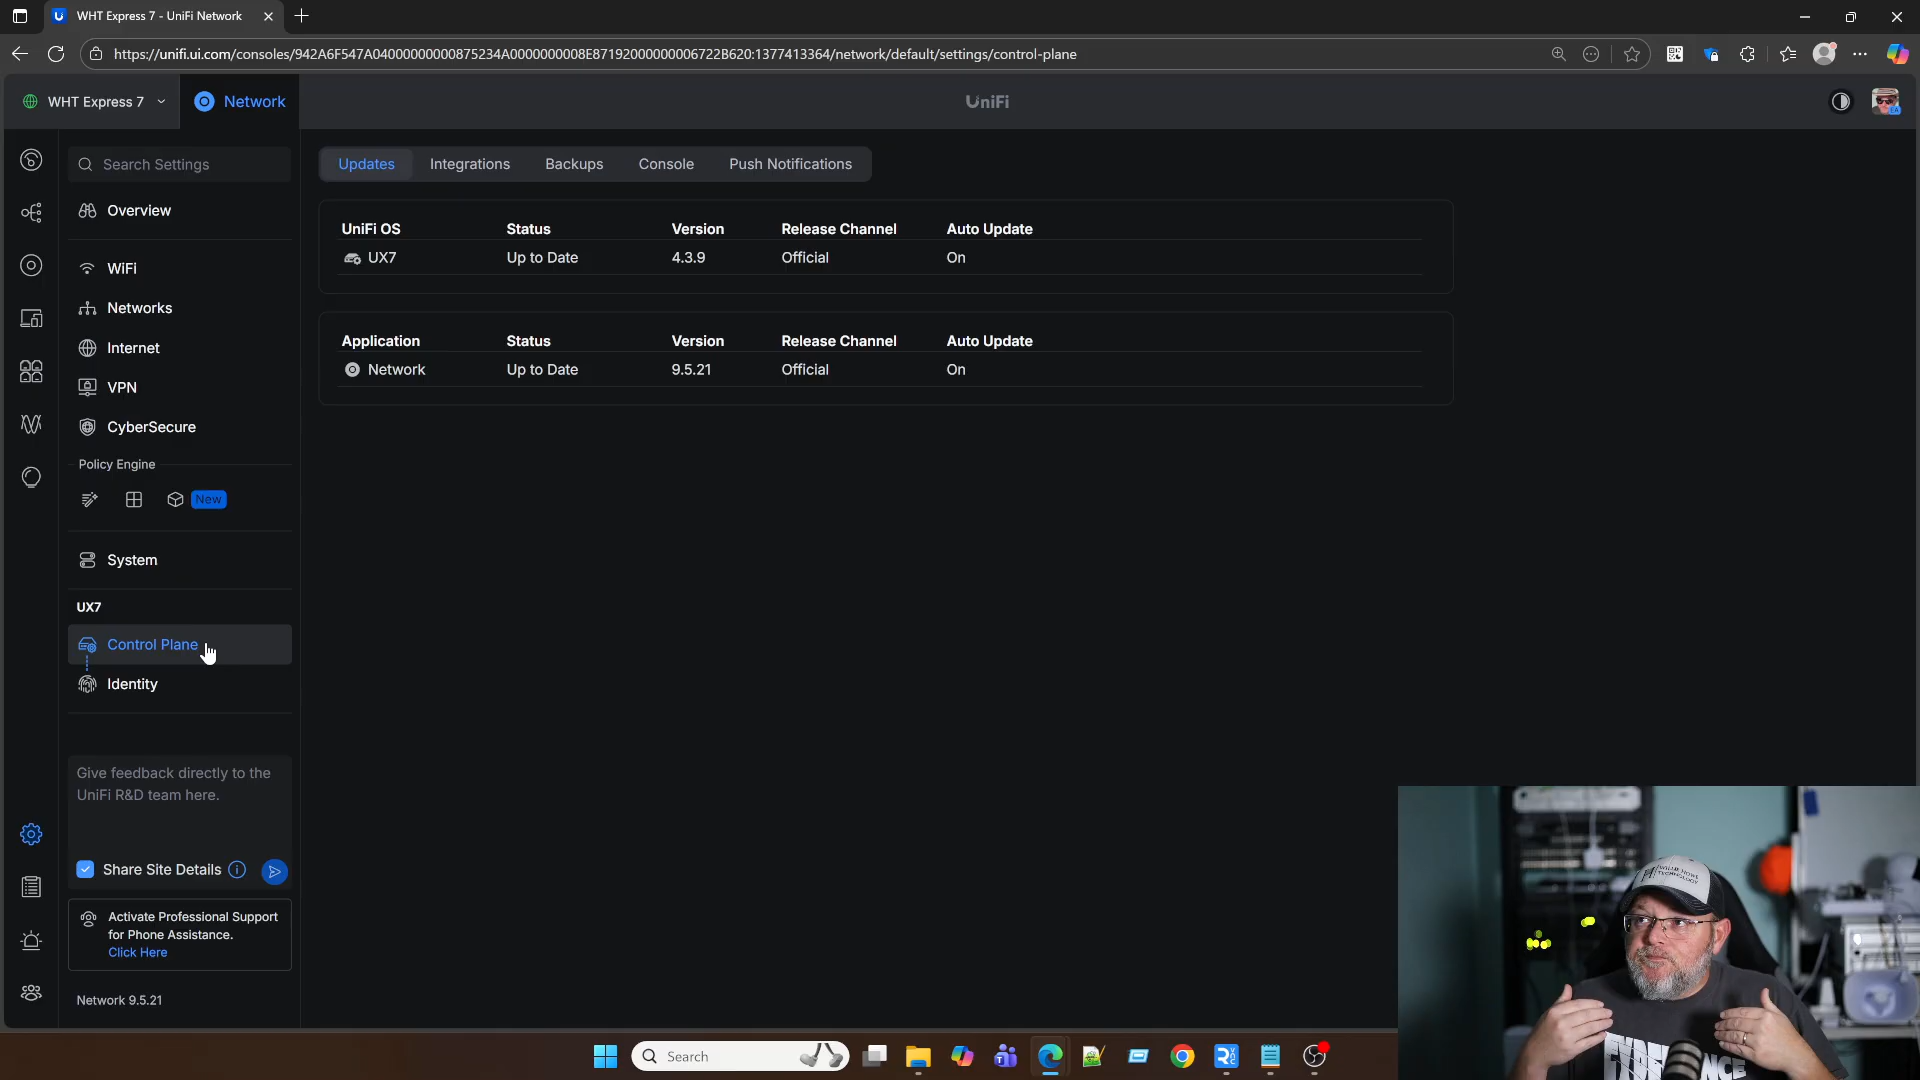 WHT Express 7 - UniFi Network
https://unifi.ui.com/consoles/942A6F547A04000000000875234A0000000008E87192000000006722B620:1377413364/network/default/settings/control-plane
WHT Express 7
Network
UniFi
Search Settings
Overview
WiFi
Networks
Internet
VPN
CyberSecure
Policy Engine
New
System
UX7
Control Plane
Identity
Give feedback directly to the
UniFi R&D team here.
Share Site Details
Activate Professional Support
for Phone Assistance.
Click Here
Network 9.5.21
Updates Integrations Backups Console Push Notifications
UniFi OS Status Version Release Channel Auto Update
UX7 Up to Date 4.3.9 Official On
Application Status Version Release Channel Auto Update
Network Up to Date 9.5.21 Official On
Search
HOME
TECHNOLOGY